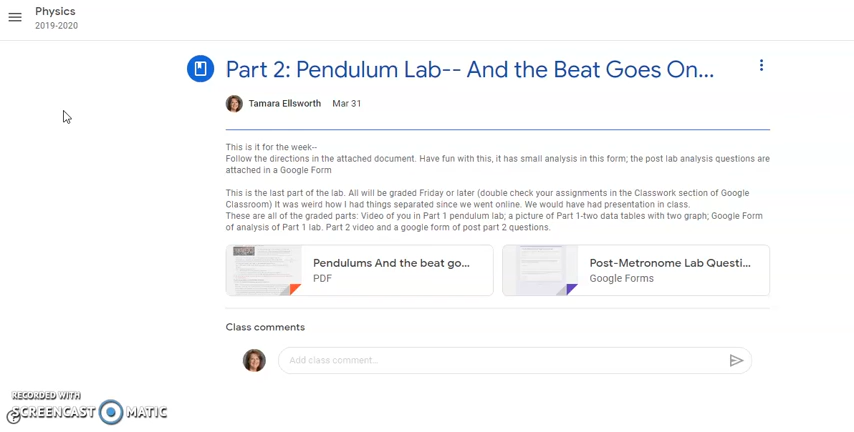 Physics
2019-2020
Part 2: Pendulum Lab-- And the Beat Goes On...
Tamara Ellsworth Mar 31
This is it for the week--
Follow the directions in the attached document. Have fun with this, it has small analysis in this form; the post lab analysis questions are
attached in a Google Form
This is the last part of the lab. All will be graded Friday or later (double check your assignments in the Classwork section of Google
Classroom) It was weird how I had things separated since we went online. We would have had presentation in class.
These are all of the graded parts: Video of you in Part 1 pendulum lab; a picture of Part 1-two data tables with two graph; Google Form
of analysis of Part 1 lab. Part 2 video and a google form of post part 2 questions.
Pendulums And the beat go...
PDF
Post-Metronome Lab Questi...
Google Forms
Class comments
Add class comment...
RECORDED WITH
SCREENCAST MATIC
?